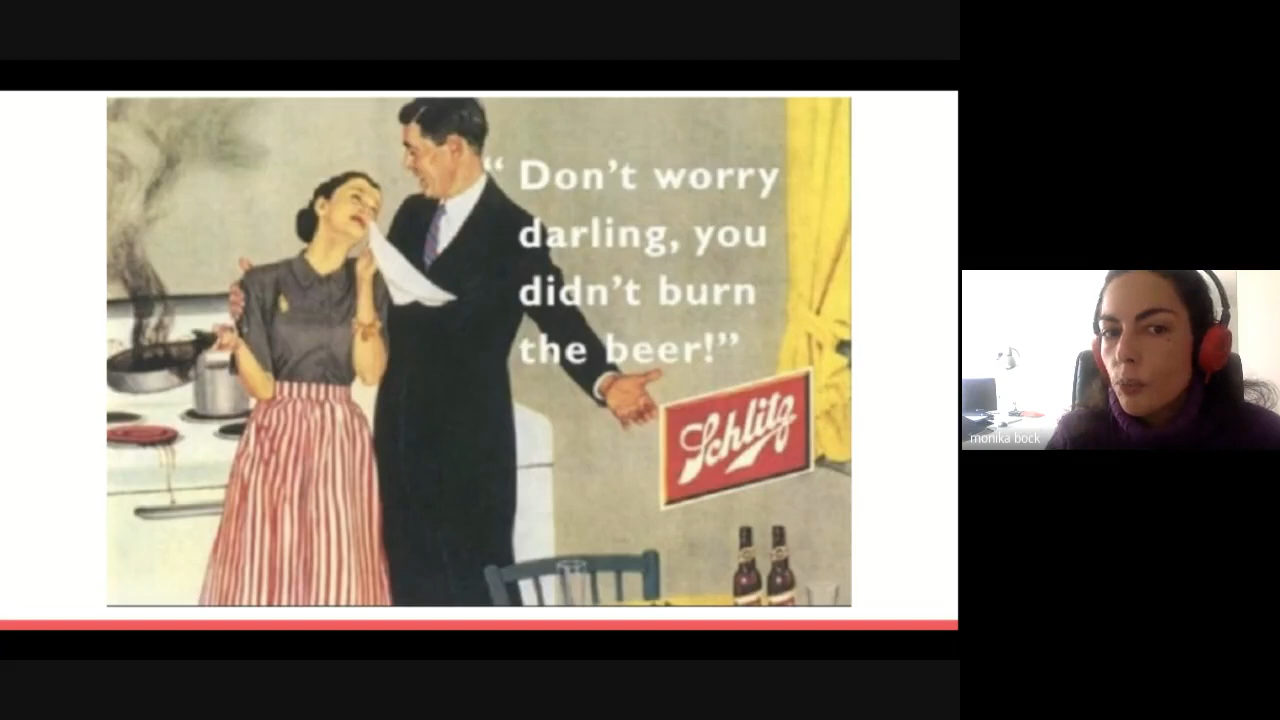 “ Don’t worry
darling, you
didn’t burn
the beer!”
Schlitz
monika bock